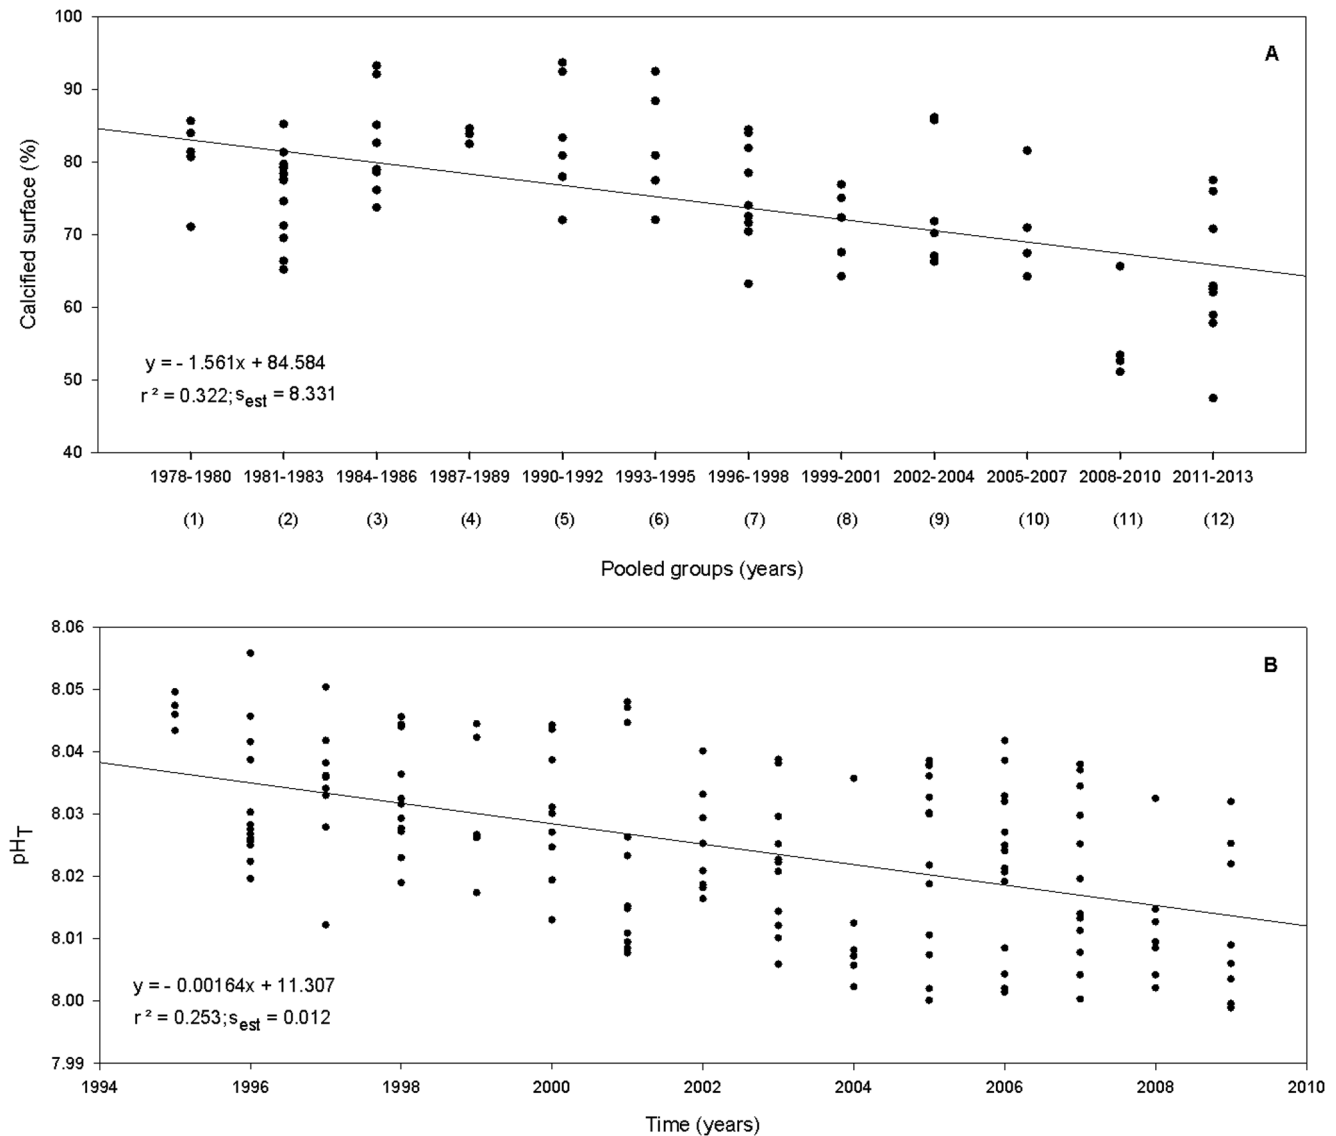 100
A
90
80
70
60
50
40
Calcified surface (%)
y = - 1.561x + 84.584
r ² = 0.322; sest = 8.331
1978-1980 1981-1983 1984-1986 1987-1989 1990-1992 1993-1995 1996-1998 1999-2001 2002-2004 2005-2007 2008-2010 2011-2013
(1) (2) (3) (4) (5) (6) (7) (8) (9) (10) (11) (12)
Pooled groups (years)
8.06
B
8.05
8.04
8.03
8.02
8.01
8.00
7.99
pHT
y = - 0.00164x + 11.307
r ² = 0.253; sest = 0.012
1994 1996 1998 2000 2002 2004 2006 2008 2010
Time (years)